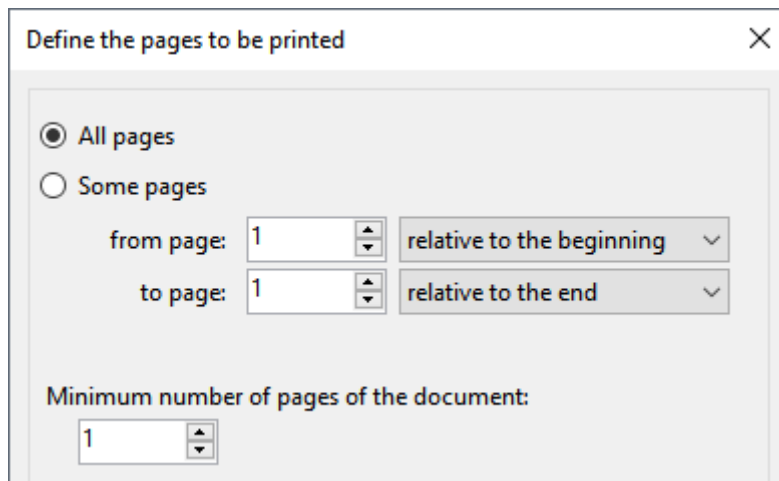 Define the pages to be printed
All pages
Some pages
from page: 1 relative to the beginning
to page: 1 relative to the end
Minimum number of pages of the document:
1